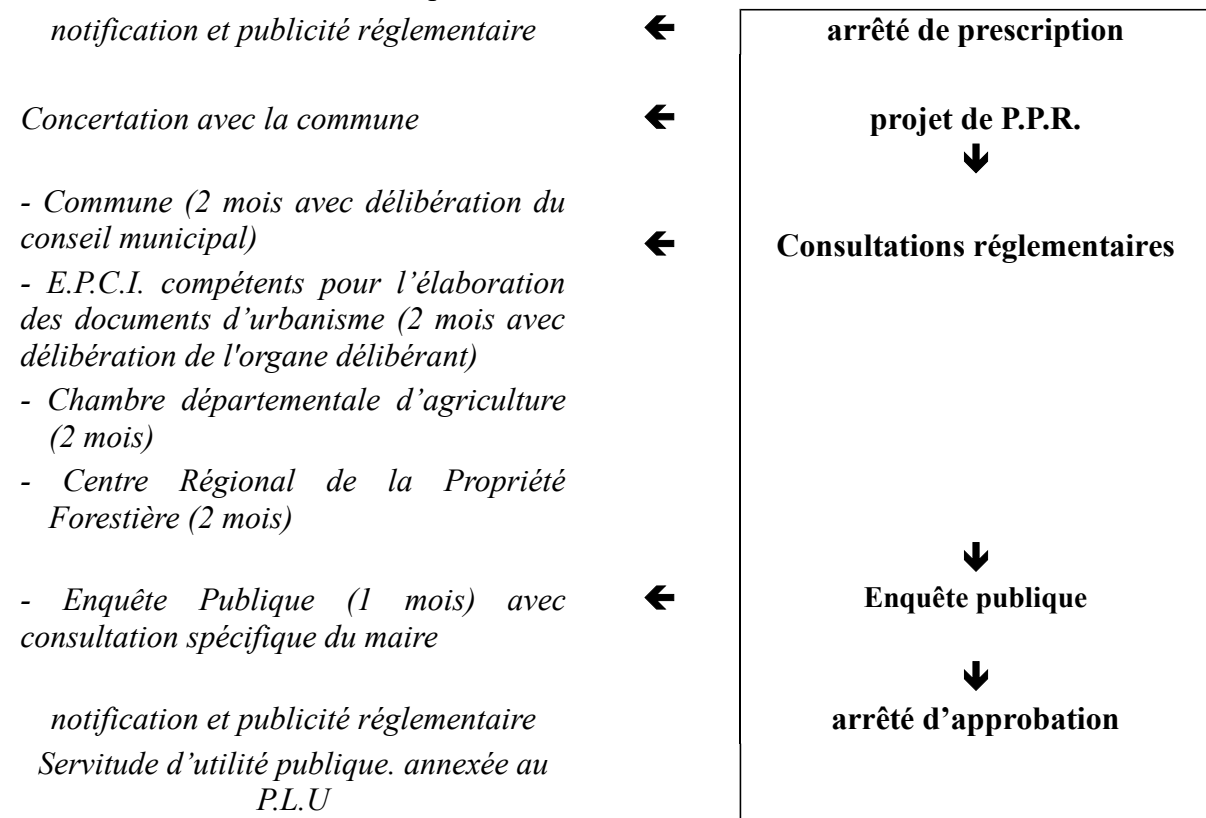 notification et publicité réglementaire 🡸 arrêté de prescription
Concertation avec la commune 🡸 projet de P.P.R.
🡻
- Commune (2 mois avec délibération du
conseil municipal) 🡸 Consultations réglementaires
- E.P.C.I. compétents pour l’élaboration
des documents d’urbanisme (2 mois avec
délibération de l'organe délibérant)
- Chambre départementale d’agriculture
(2 mois)
- Centre Régional de la Propriété
Forestière (2 mois)
🡻
- Enquête Publique (1 mois) avec 🡸 Enquête publique
consultation spécifique du maire
🡻
notification et publicité réglementaire arrêté d’approbation
Servitude d’utilité publique. annexée au
P.L.U